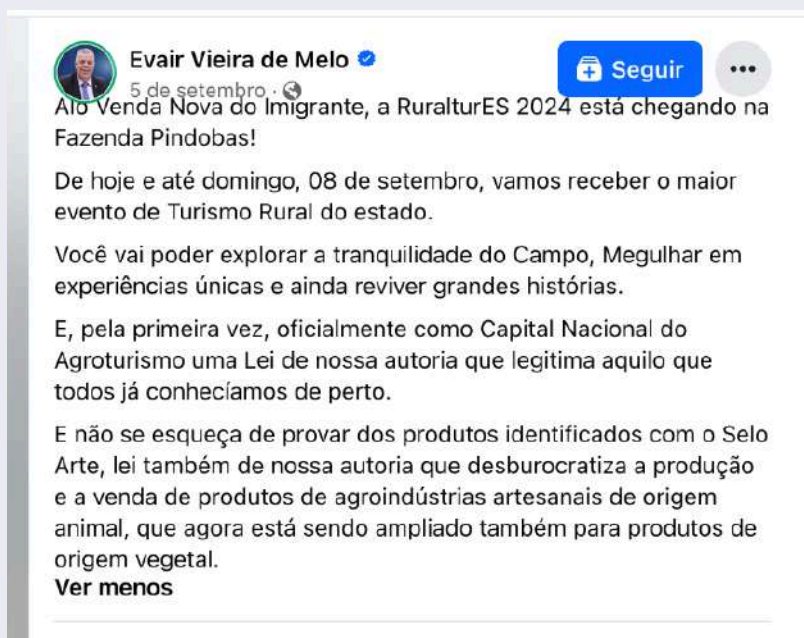 Evair Vieira de Melo
Seguir
5 de setembro ·
Alô Venda Nova do Imigrante, a RuralturES 2024 está chegando na
Fazenda Pindobas!
De hoje e até domingo, 08 de setembro, vamos receber o maior
evento de Turismo Rural do estado.
Você vai poder explorar a tranquilidade do Campo, Megulhar em
experiências únicas e ainda reviver grandes histórias.
E, pela primeira vez, oficialmente como Capital Nacional do
Agroturismo uma Lei de nossa autoria que legitima aquilo que
todos já conhecíamos de perto.
E não se esqueça de provar dos produtos identificados com o Selo
Arte, lei também de nossa autoria que desburocratiza a produção
e a venda de produtos de agroindústrias artesanais de origem
animal, que agora está sendo ampliado também para produtos de
origem vegetal.
Ver menos